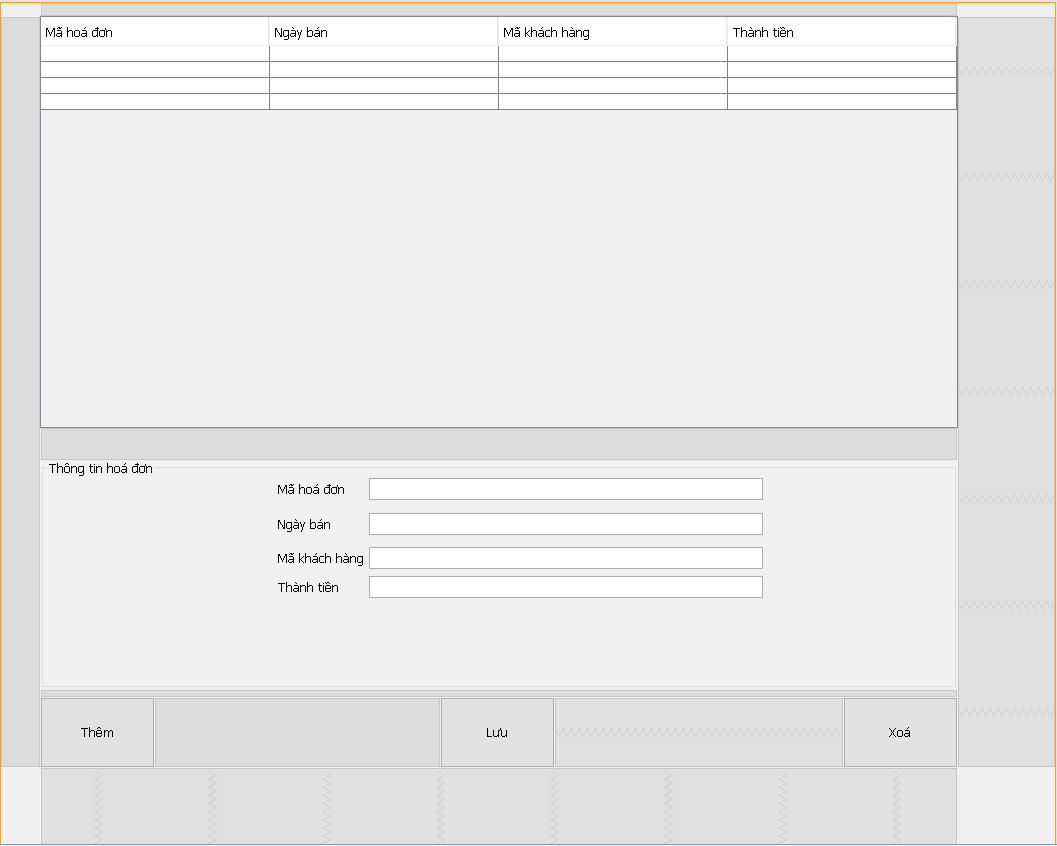 Mã hoá đơn Ngày bán Mã khách hàng Thành tiền
Thông tin hoá đơn
Mã hoá đơn
Ngày bán
Mã khách hàng
Thành tiền
Thêm Lưu Xoá